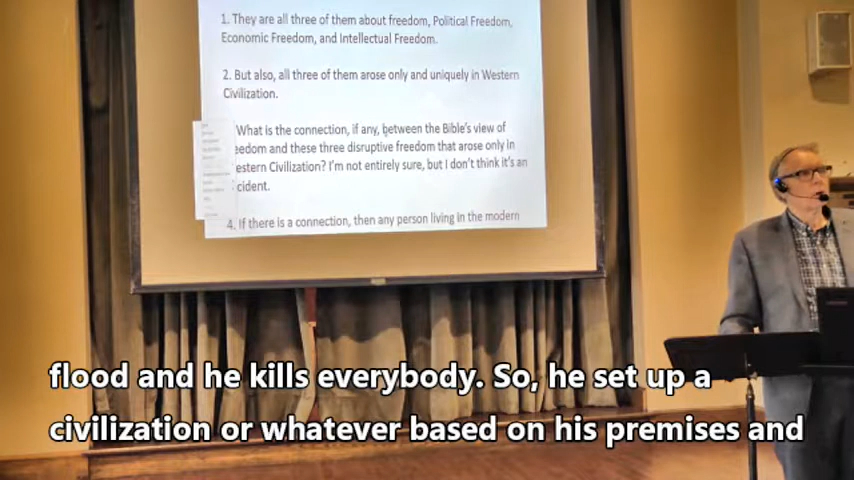 1. They are all three of them about freedom, Political Freedom,
Economic Freedom, and Intellectual Freedom.
2. But also, all three of them arose only and uniquely in Western
Civilization.
What is the connection, if any, between the Bible's view of
eedom and these three disruptive freedom that arose only in
estern Civilization? I'm not entirely sure, but I don't think it's an
cident.
4. If there is a connection, then any person living in the modern
flood and he kills everybody. So, he set up a
civilization or whatever based on his premises and